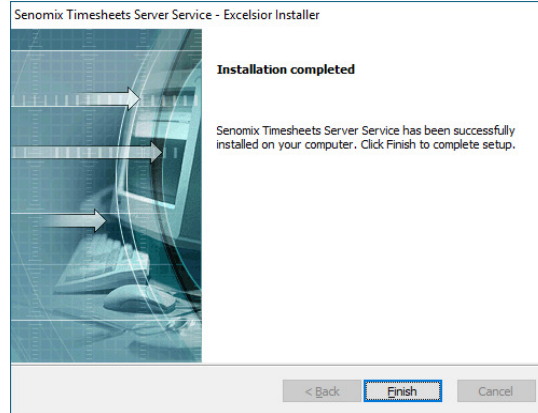 Senomix Timesheets Server Service - Excelsior Installer
Installation completed
Senomix Timesheets Server Service has been successfully
installed on your computer. Click Finish to complete setup.
< Back
Finish
Cancel